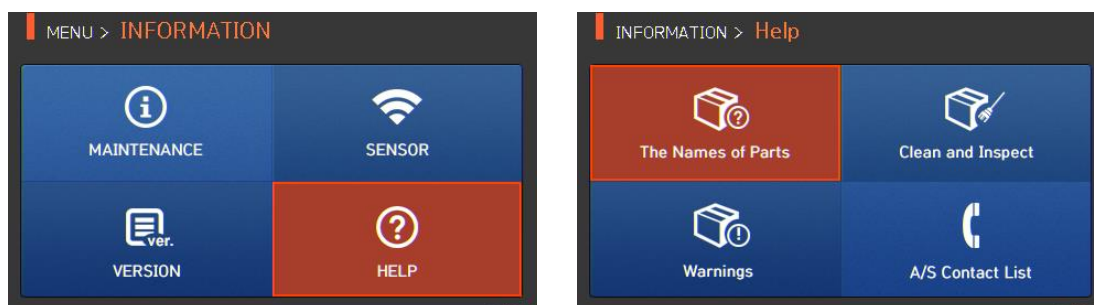 MENU > INFORMATION
MAINTENANCE
SENSOR
ver.
VERSION
HELP
INFORMATION > Help
The Names of Parts
Clean and Inspect
Warnings
A/S Contact List